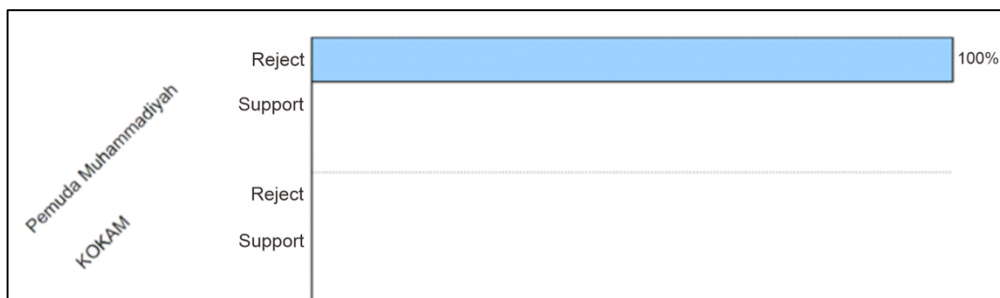 Pemuda Muhammadiyah
Reject
100%
Support
KOKAM
Reject
Support